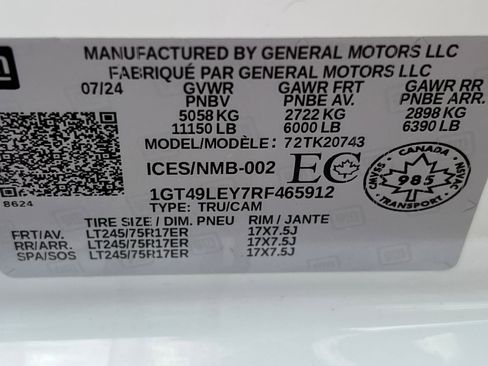 gm
MANUFACTURED BY GENERAL MOTORS LLC
FABRIQUÉ PAR GENERAL MOTORS LLC
07/24 GVWR GAWR FRT GAWR RR
PNBV PNBE AV. PNBE ARR.
5058 KG 2722 KG 2898 KG
11150 LB 6000 LB 6390 LB
MODEL/MODÈLE: 72TK20743
ICES/NMB-002 EC
CANADA
985
TRANSPORT
8624
1GT49LEY7RF465912
TYPE: TRU/CAM
TIRE SIZE / DIM. PNEU RIM / JANTE
FRT/AV. LT245/75R17ER 17X7.5J
RR/ARR. LT245/75R17ER 17X7.5J
SPA/SOS LT245/75R17ER 17X7.5J